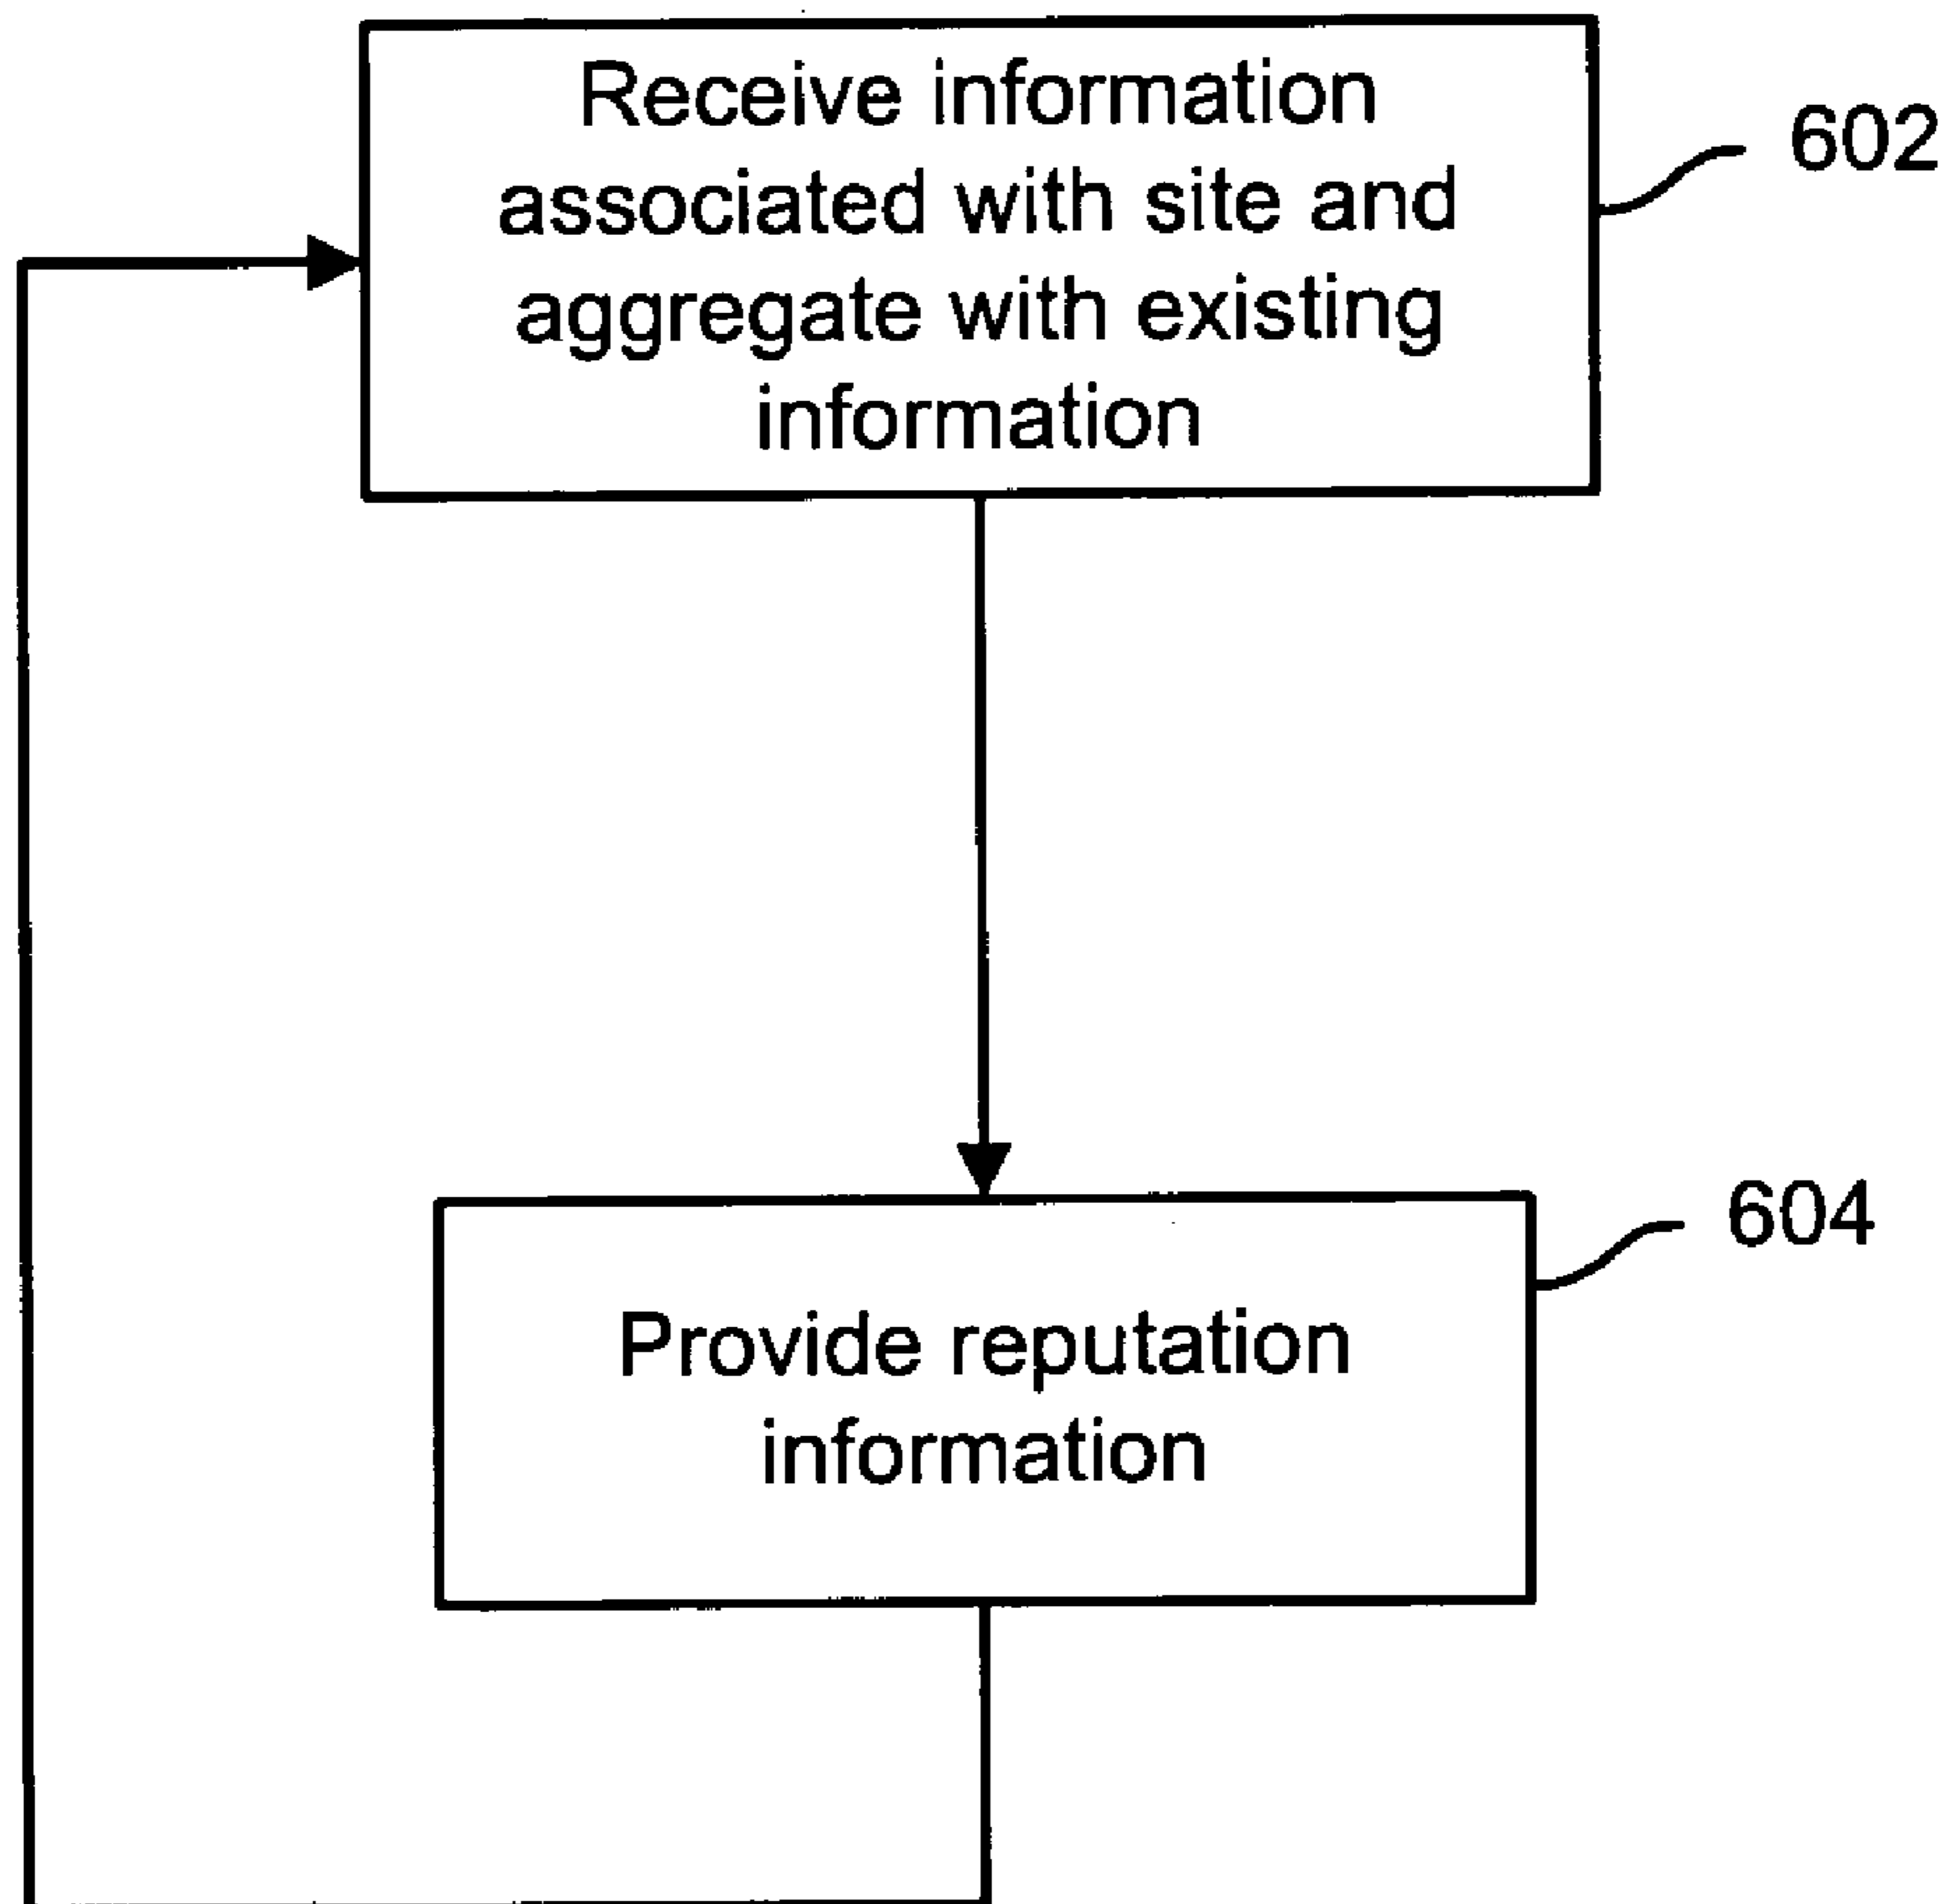 Receive information
associated with site and
aggregate with existing
information
602
604
Provide reputation
information